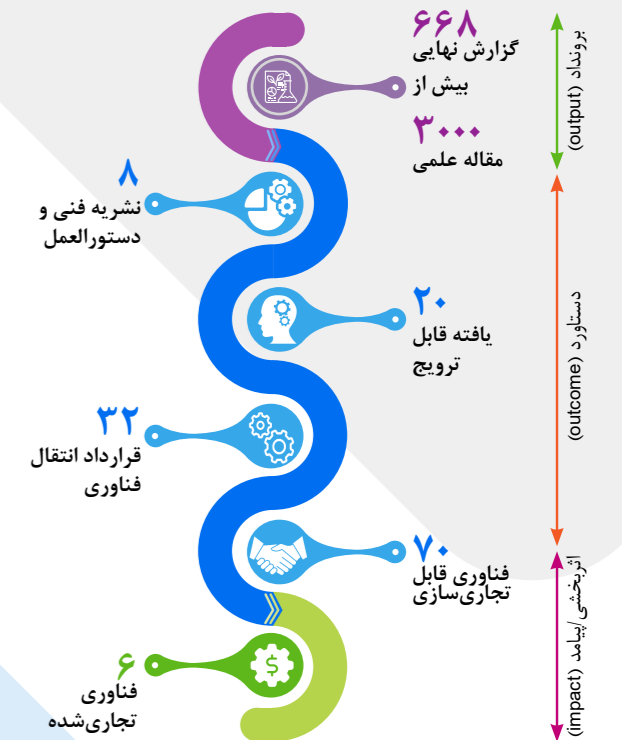 ۶۶۸
گزارش نهایی
بیش از
۳۰۰۰
مقاله علمی
۸
نشریه فنی و
دستورالعمل
۲۰
یافته قابل
ترویج
۳۲
قرارداد انتقال
فناوری
۷۰
فناوری قابل
تجاری‌سازی
۶
فناوری
تجاری‌شده
برونداد (output)
دستاورد (outcome)
اثربخشی/پیامد (impact)